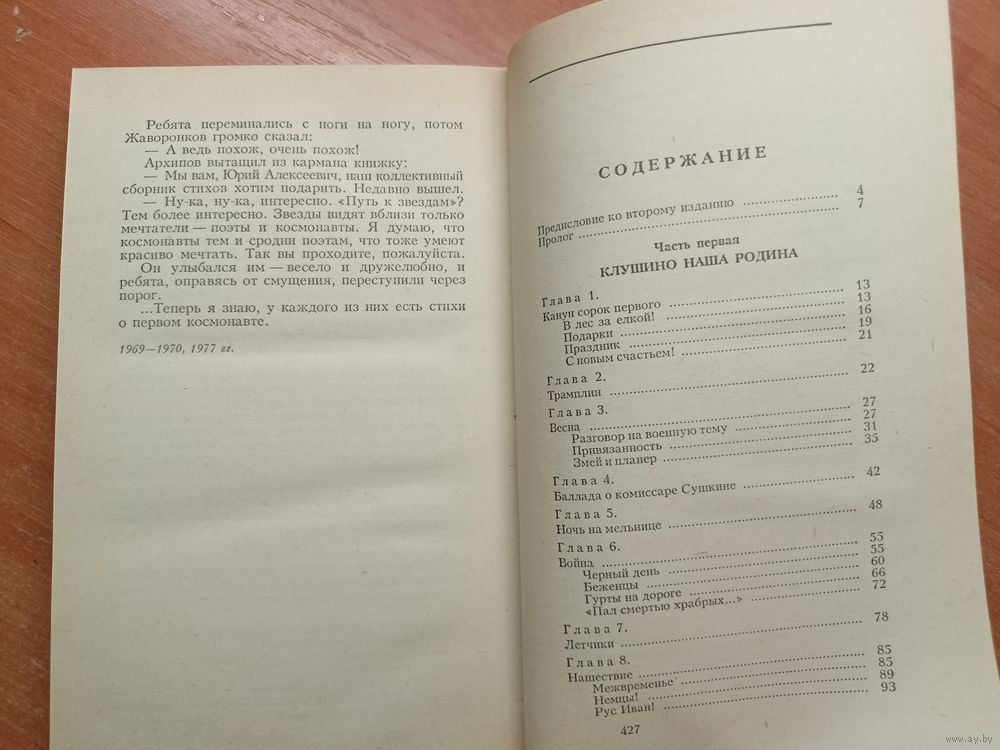 Ребята переминались с ноги на ногу, потом
Жаворонков громко сказал:
— А ведь похож, очень похож!
Архипов вытащил из кармана книжку:
— Мы вам, Юрий Алексеевич, наш коллективный
сборник стихов хотим подарить. Недавно вышел.
— Ну-ка, ну-ка, интересно. «Путь к звездам»?
Тем более интересно. Звезды видят вблизи только
мечтатели — поэты и космонавты. Я думаю, что
космонавты тем и сродни поэтам, что тоже умеют
красиво мечтать. Так вы проходите, пожалуйста.
Он улыбался им — весело и дружелюбно, и
ребята, оправясь от смущения, переступили через
порог.
...Теперь я знаю, у каждого из них есть стихи
о первом космонавте.
1969—1970, 1977 гг.
СОДЕРЖАНИЕ
Предисловие ко второму изданию 4
Пролог 7
Часть первая
КЛУШИНО НАША РОДИНА
Глава 1.
Канун сорок первого 13
В лес за елкой! 13
Подарки 16
Праздник 19
С новым счастьем! 21
Глава 2.
Трамплин 22
Глава 3.
Весна 27
Разговор на военную тему 27
Привязанность 31
Змей и планер 35
Глава 4.
Баллада о комиссаре Сушкине 42
Глава 5.
Ночь на мельнице 48
Глава 6.
Война 55
Черный день 55
Беженцы 60
Гурты на дороге 66
«Пал смертью храбрых...» 72
Глава 7.
Летчики 78
Глава 8.
Нашествие 85
Межвременье 85
Немцы! 89
Рус Иван! 93
427
www.ay.by